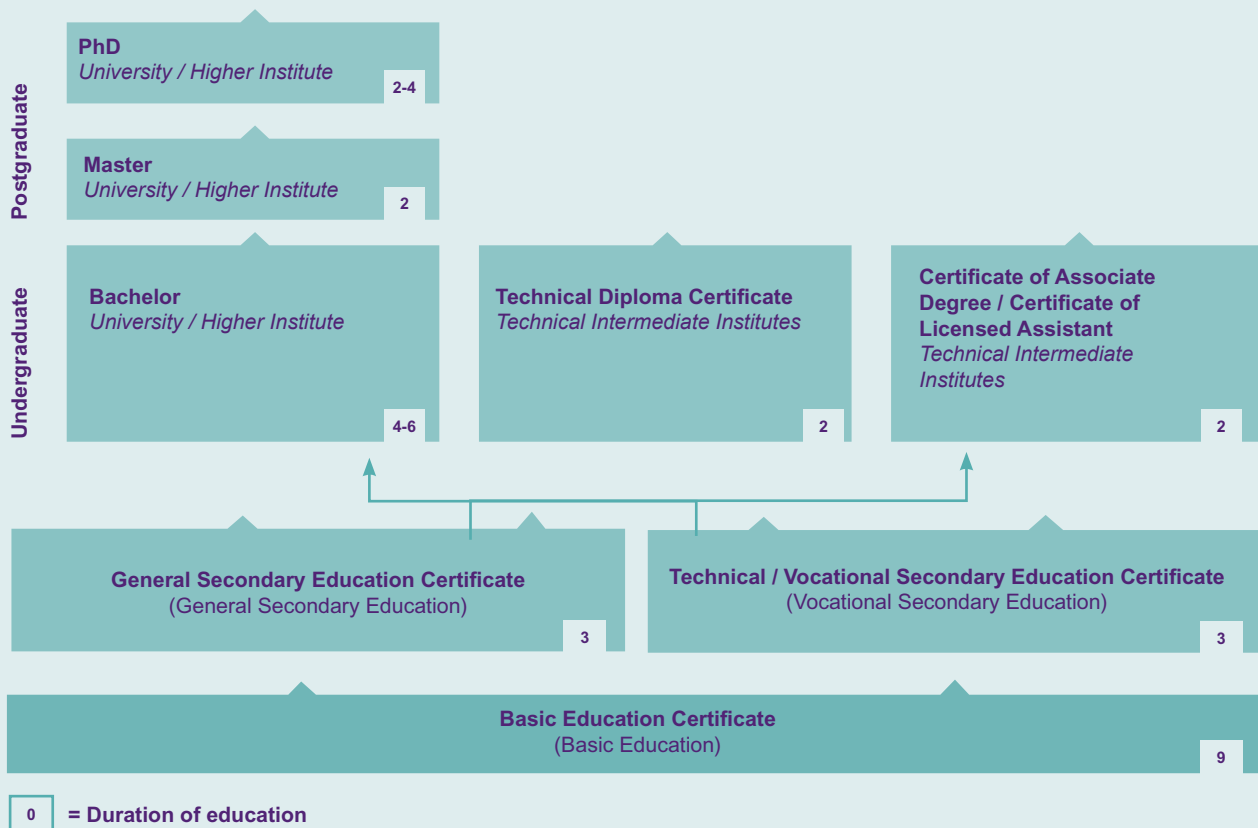 Postgraduate
PhD
University / Higher Institute
2-4
Master
University / Higher Institute
2
Undergraduate
Bachelor
University / Higher Institute
4-6
Technical Diploma Certificate
Technical Intermediate Institutes
2
Certificate of Associate
Degree / Certificate of
Licensed Assistant
Technical Intermediate
Institutes
2
General Secondary Education Certificate
(General Secondary Education)
3
Technical / Vocational Secondary Education Certificate
(Vocational Secondary Education)
3
Basic Education Certificate
(Basic Education)
9
0 = Duration of education